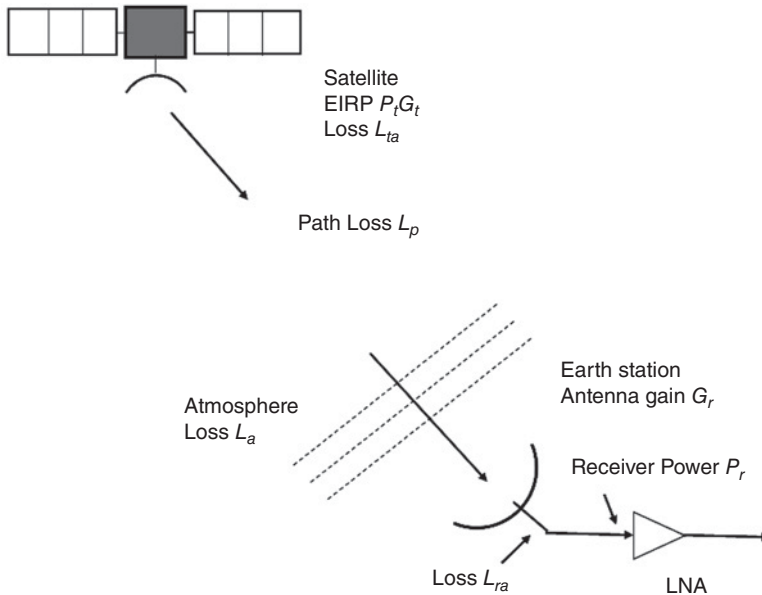 Satellite
EIRP PₜGₜ
Loss Lₜₐ
Path Loss Lₚ
Atmosphere
Loss Lₐ
Earth station
Antenna gain Gᵣ
Receiver Power Pᵣ
Loss Lᵣₐ
LNA